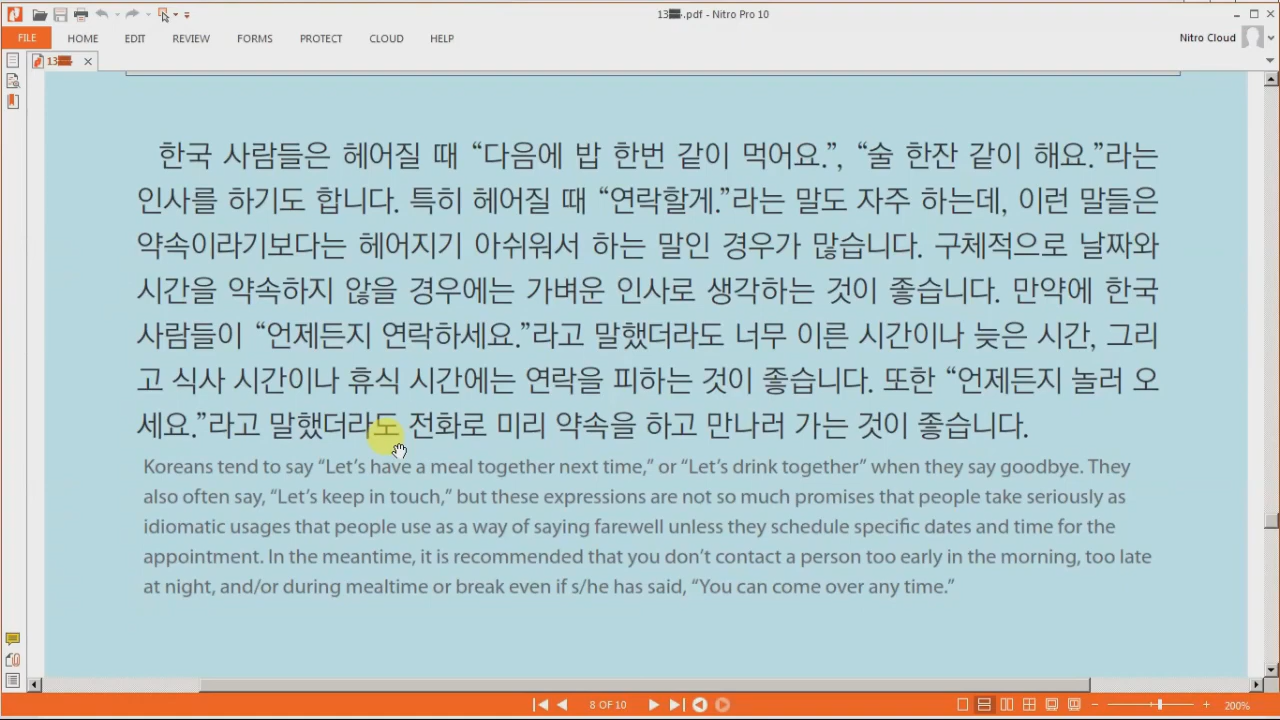 13 .pdf - Nitro Pro 10
FILE HOME EDIT REVIEW FORMS PROTECT CLOUD HELP Nitro Cloud
13
한국 사람들은 헤어질 때 “다음에 밥 한번 같이 먹어요.”, “술 한잔 같이 해요.”라는
인사를 하기도 합니다. 특히 헤어질 때 “연락할게.”라는 말도 자주 하는데, 이런 말들은
약속이라기보다는 헤어지기 아쉬워서 하는 말인 경우가 많습니다. 구체적으로 날짜와
시간을 약속하지 않을 경우에는 가벼운 인사로 생각하는 것이 좋습니다. 만약에 한국
사람들이 “언제든지 연락하세요.”라고 말했더라도 너무 이른 시간이나 늦은 시간, 그리
고 식사 시간이나 휴식 시간에는 연락을 피하는 것이 좋습니다. 또한 “언제든지 놀러 오
세요.”라고 말했더라도 전화로 미리 약속을 하고 만나러 가는 것이 좋습니다.
Koreans tend to say “Let’s have a meal together next time,” or “Let’s drink together” when they say goodbye. They
also often say, “Let’s keep in touch,” but these expressions are not so much promises that people take seriously as
idiomatic usages that people use as a way of saying farewell unless they schedule specific dates and time for the
appointment. In the meantime, it is recommended that you don’t contact a person too early in the morning, too late
at night, and/or during mealtime or break even if s/he has said, “You can come over any time.”
8 OF 10 200%